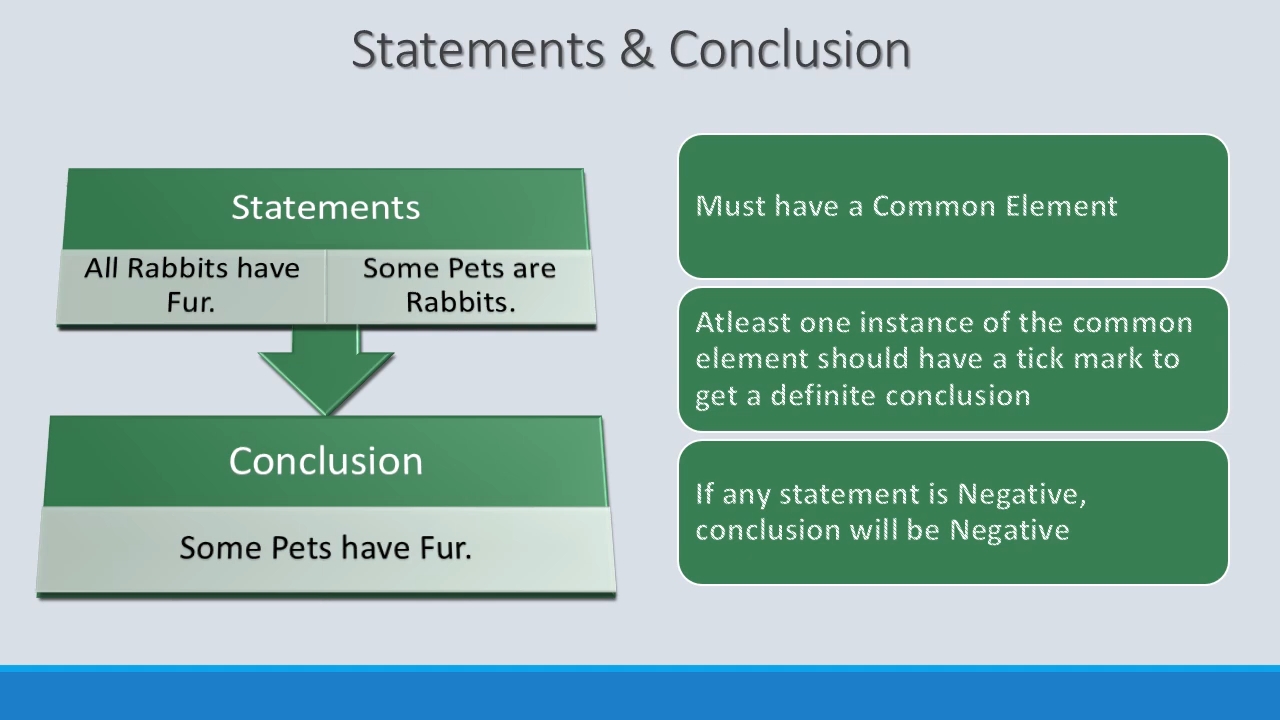 Statements & Conclusion
Statements
All Rabbits have
Fur.
Some Pets are
Rabbits.
Conclusion
Some Pets have Fur.
Must have a Common Element
Atleast one instance of the common
element should have a tick mark to
get a definite conclusion
If any statement is Negative,
conclusion will be Negative